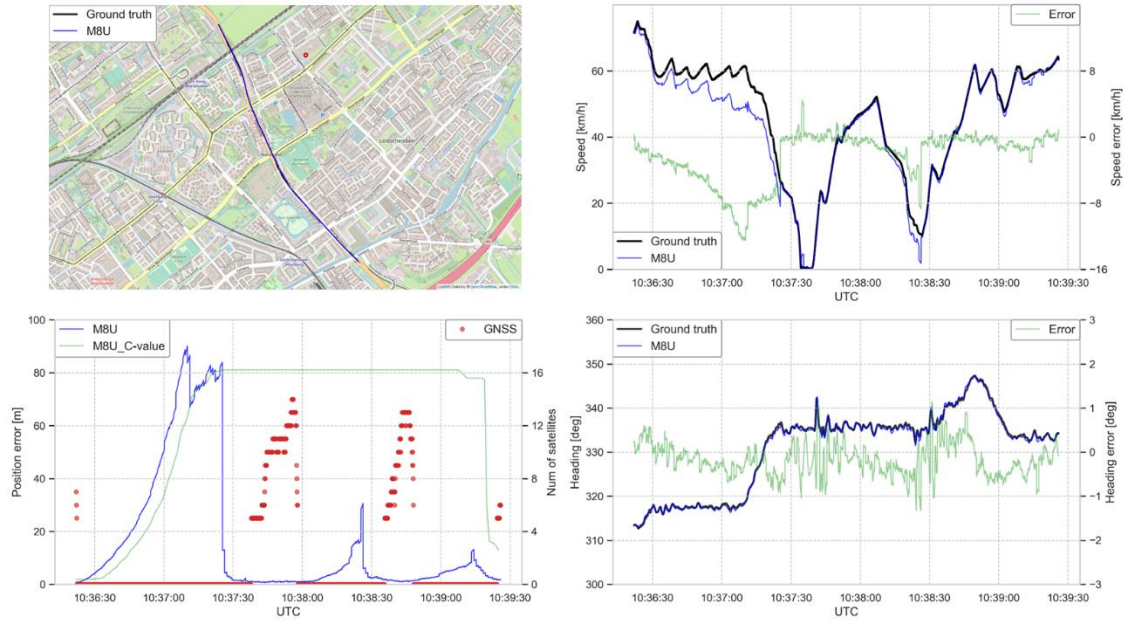 Ground truth
M8U
Leidschendam
Speed [km/h]
60
40
20
0
Error
8
0
−8
−16
Speed error [km/h]
Ground truth
M8U
10:36:30
10:37:00
10:37:30
10:38:00
10:38:30
10:39:00
10:39:30
UTC
Position error [m]
100
80
60
40
20
0
M8U
M8U_C-value
GNSS
16
12
8
4
0
Num of satellites
10:36:30
10:37:00
10:37:30
10:38:00
10:38:30
10:39:00
10:39:30
UTC
Heading [deg]
360
350
340
330
320
310
300
Ground truth
M8U
Error
3
2
1
0
−1
−2
−3
Heading error [deg]
10:36:30
10:37:00
10:37:30
10:38:00
10:38:30
10:39:00
10:39:30
UTC